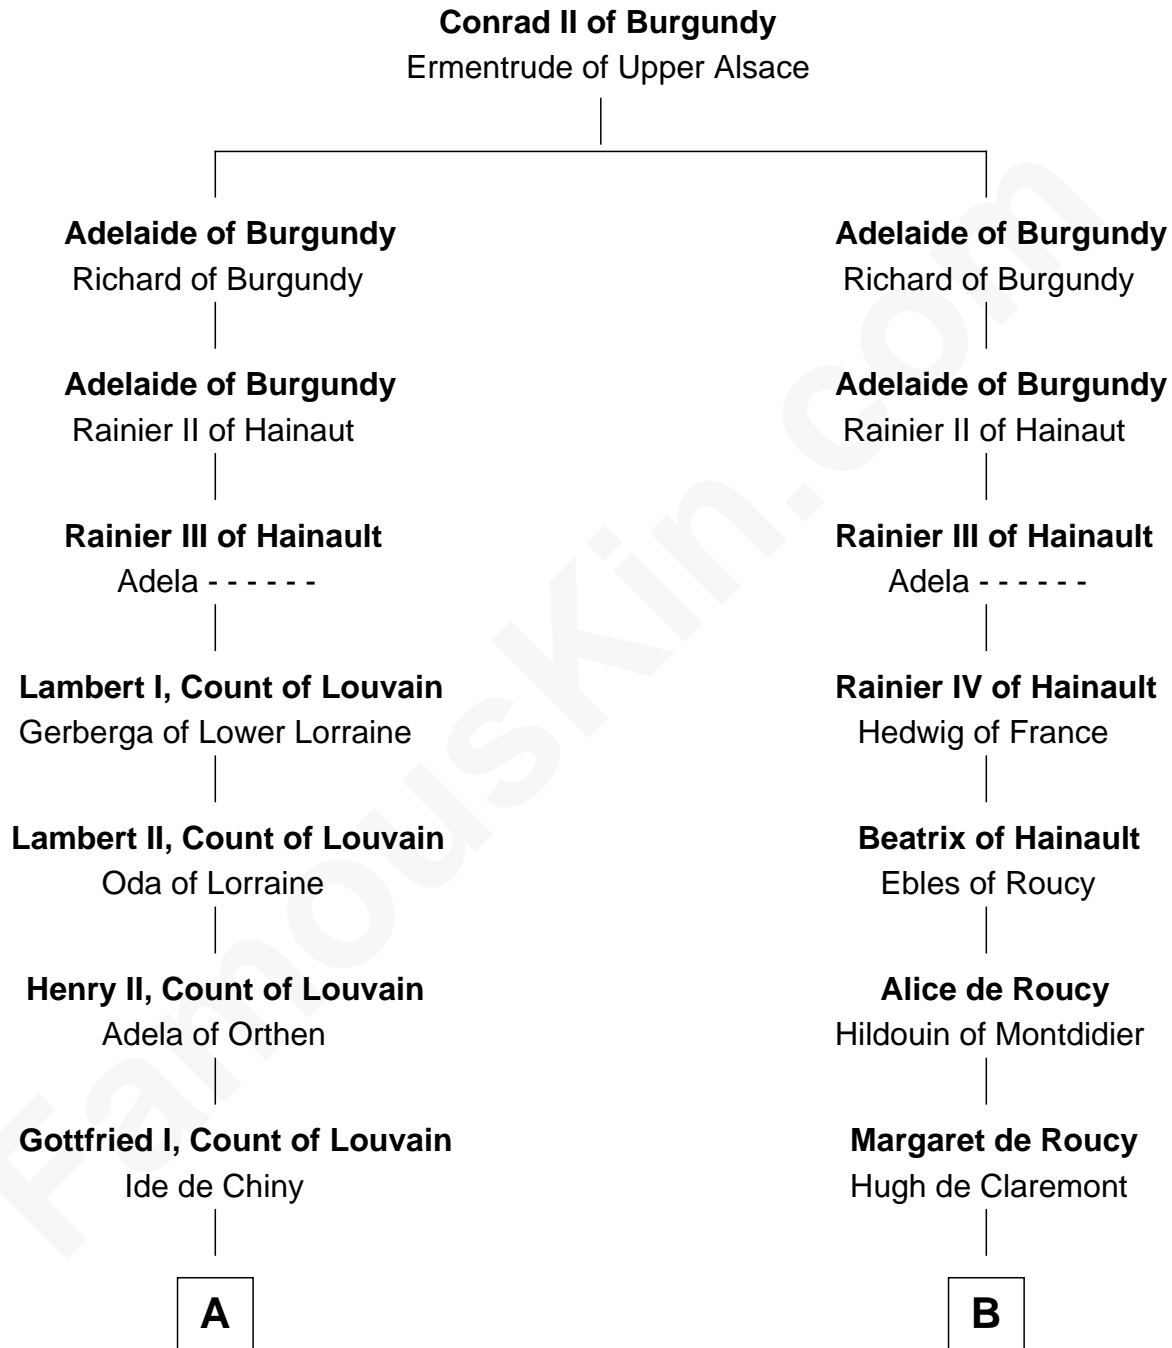 Conrad II of Burgundy
Ermentrude of Upper Alsace
Adelaide of Burgundy
Richard of Burgundy
Adelaide of Burgundy
Rainier II of Hainaut
Rainier III of Hainault
Adela - - - - - -
Lambert I, Count of Louvain
Gerberga of Lower Lorraine
Lambert II, Count of Louvain
Oda of Lorraine
Henry II, Count of Louvain
Adela of Orthen
Gottfried I, Count of Louvain
Ide de Chiny
A
Adelaide of Burgundy
Richard of Burgundy
Adelaide of Burgundy
Rainier II of Hainaut
Rainier III of Hainault
Adela - - - - - -
Rainier IV of Hainault
Hedwig of France
Beatrix of Hainault
Ebles of Roucy
Alice de Roucy
Hildouin of Montdidier
Margaret de Roucy
Hugh de Claremont
B
FamousKin.com